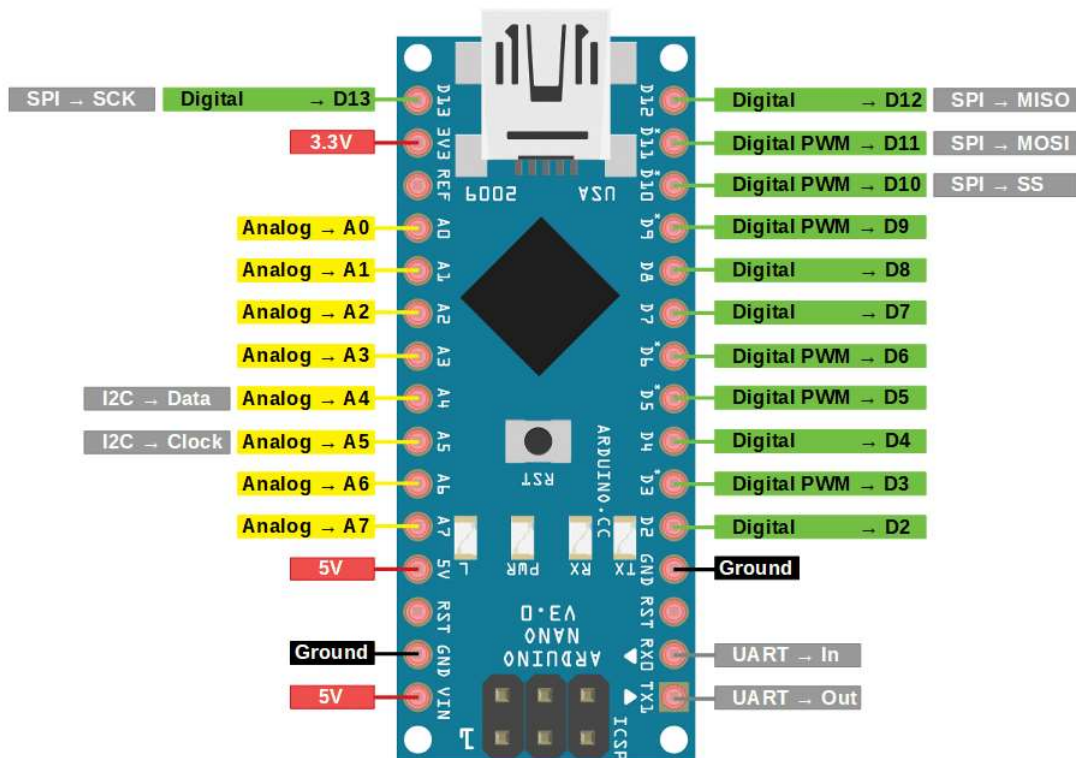 SPI → SCK
Digital → D13
3.3V
Analog → A0
Analog → A1
Analog → A2
Analog → A3
I2C → Data
Analog → A4
I2C → Clock
Analog → A5
Analog → A6
Analog → A7
5V
Ground
5V
D13
3V3
REF
A0
A1
A2
A3
A4
A5
A6
A7
5V
RST
GND
VIN
USA
2009
RST
ARDUINO.CC
L
PWR
RX
TX
ARDUINO
NANO
V3.0
1
ICSP
D12
D11*
D10*
D9*
D8
D7
D6*
D5*
D4
D3*
D2
GND
RST
RX0
TX1
Digital → D12
SPI → MISO
Digital PWM → D11
SPI → MOSI
Digital PWM → D10
SPI → SS
Digital PWM → D9
Digital → D8
Digital → D7
Digital PWM → D6
Digital PWM → D5
Digital → D4
Digital PWM → D3
Digital → D2
Ground
UART → In
UART → Out